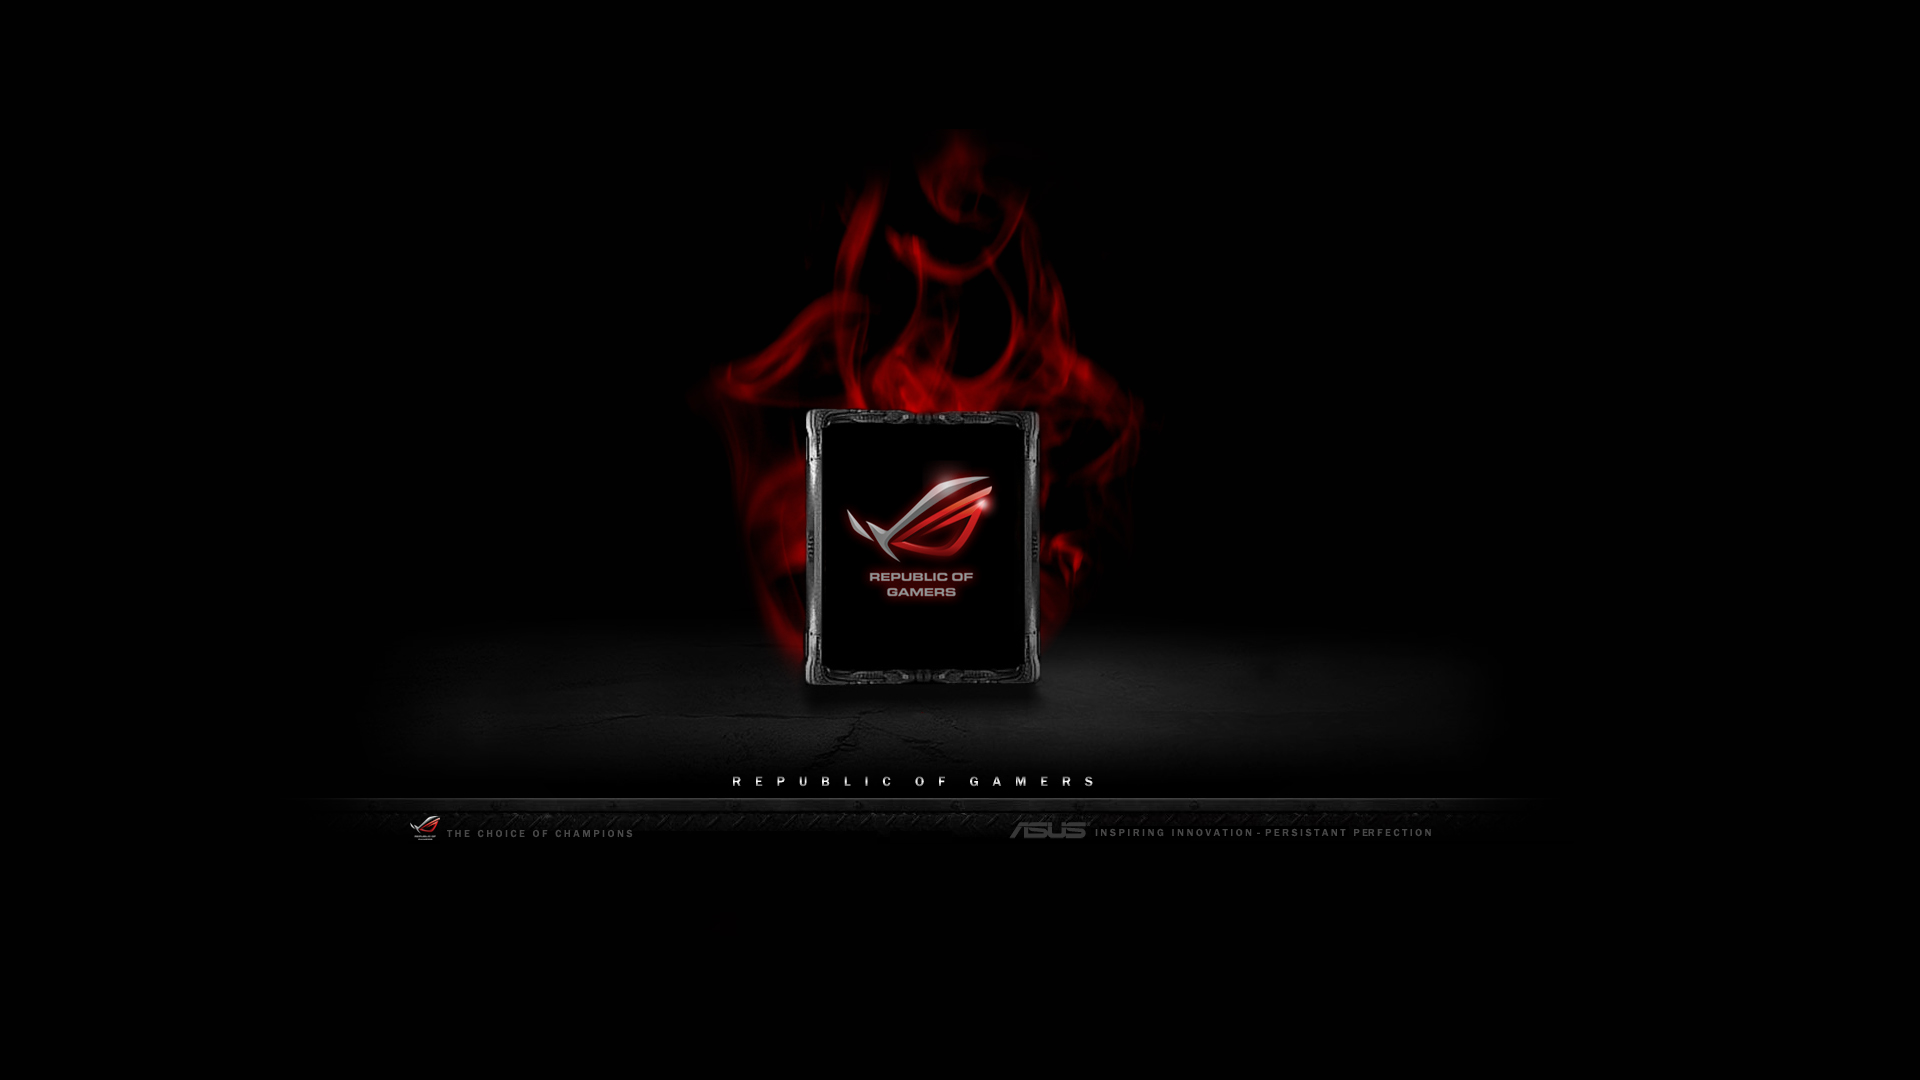 REPUBLIC OF
GAMERS
REPUBLIC OF GAMERS
THE CHOICE OF CHAMPIONS
ASUS INSPIRING INNOVATION - PERSISTANT PERFECTION